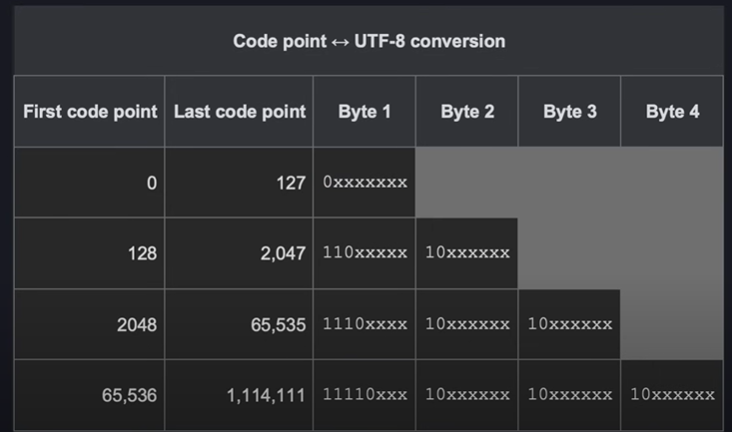 Code point ↔ UTF-8 conversion
First code point Last code point Byte 1 Byte 2 Byte 3 Byte 4
0 127 0xxxxxxx
128 2,047 110xxxxx 10xxxxxx
2048 65,535 1110xxxx 10xxxxxx 10xxxxxx
65,536 1,114,111 11110xxx 10xxxxxx 10xxxxxx 10xxxxxx